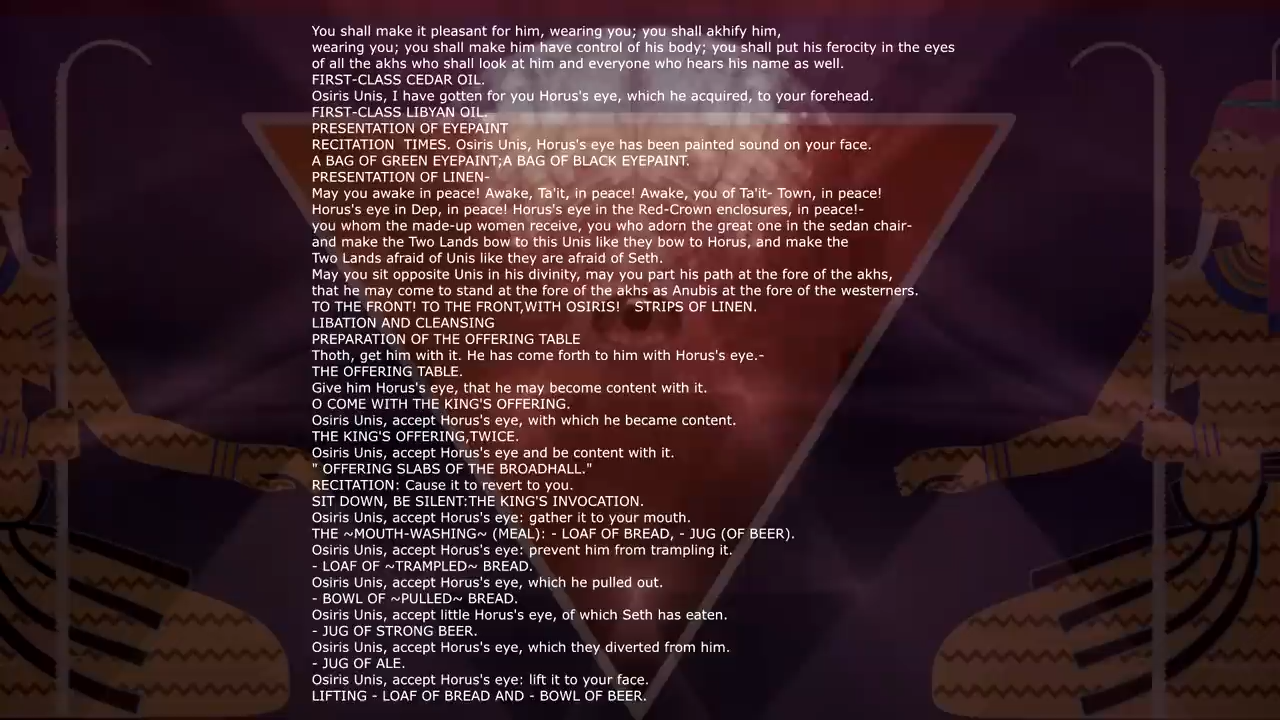 You shall make it pleasant for him, wearing you; you shall akhify him,
wearing you; you shall make him have control of his body; you shall put his ferocity in the eyes
of all the akhs who shall look at him and everyone who hears his name as well.
FIRST-CLASS CEDAR OIL.
Osiris Unis, I have gotten for you Horus's eye, which he acquired, to your forehead.
FIRST-CLASS LIBYAN OIL.
PRESENTATION OF EYEPAINT
RECITATION  TIMES. Osiris Unis, Horus's eye has been painted sound on your face.
A BAG OF GREEN EYEPAINT;A BAG OF BLACK EYEPAINT.
PRESENTATION OF LINEN-
May you awake in peace! Awake, Ta'it, in peace! Awake, you of Ta'it- Town, in peace!
Horus's eye in Dep, in peace! Horus's eye in the Red-Crown enclosures, in peace!-
you whom the made-up women receive, you who adorn the great one in the sedan chair-
and make the Two Lands bow to this Unis like they bow to Horus, and make the
Two Lands afraid of Unis like they are afraid of Seth.
May you sit opposite Unis in his divinity, may you part his path at the fore of the akhs,
that he may come to stand at the fore of the akhs as Anubis at the fore of the westerners.
TO THE FRONT! TO THE FRONT,WITH OSIRIS!   STRIPS OF LINEN.
LIBATION AND CLEANSING
PREPARATION OF THE OFFERING TABLE
Thoth, get him with it. He has come forth to him with Horus's eye.-
THE OFFERING TABLE.
Give him Horus's eye, that he may become content with it.
O COME WITH THE KING'S OFFERING.
Osiris Unis, accept Horus's eye, with which he became content.
THE KING'S OFFERING,TWICE.
Osiris Unis, accept Horus's eye and be content with it.
" OFFERING SLABS OF THE BROADHALL."
RECITATION: Cause it to revert to you.
SIT DOWN, BE SILENT:THE KING'S INVOCATION.
Osiris Unis, accept Horus's eye: gather it to your mouth.
THE ~MOUTH-WASHING~ (MEAL): - LOAF OF BREAD, - JUG (OF BEER).
Osiris Unis, accept Horus's eye: prevent him from trampling it.
- LOAF OF ~TRAMPLED~ BREAD.
Osiris Unis, accept Horus's eye, which he pulled out.
- BOWL OF ~PULLED~ BREAD.
Osiris Unis, accept little Horus's eye, of which Seth has eaten.
- JUG OF STRONG BEER.
Osiris Unis, accept Horus's eye, which they diverted from him.
- JUG OF ALE.
Osiris Unis, accept Horus's eye: lift it to your face.
LIFTING - LOAF OF BREAD AND - BOWL OF BEER.